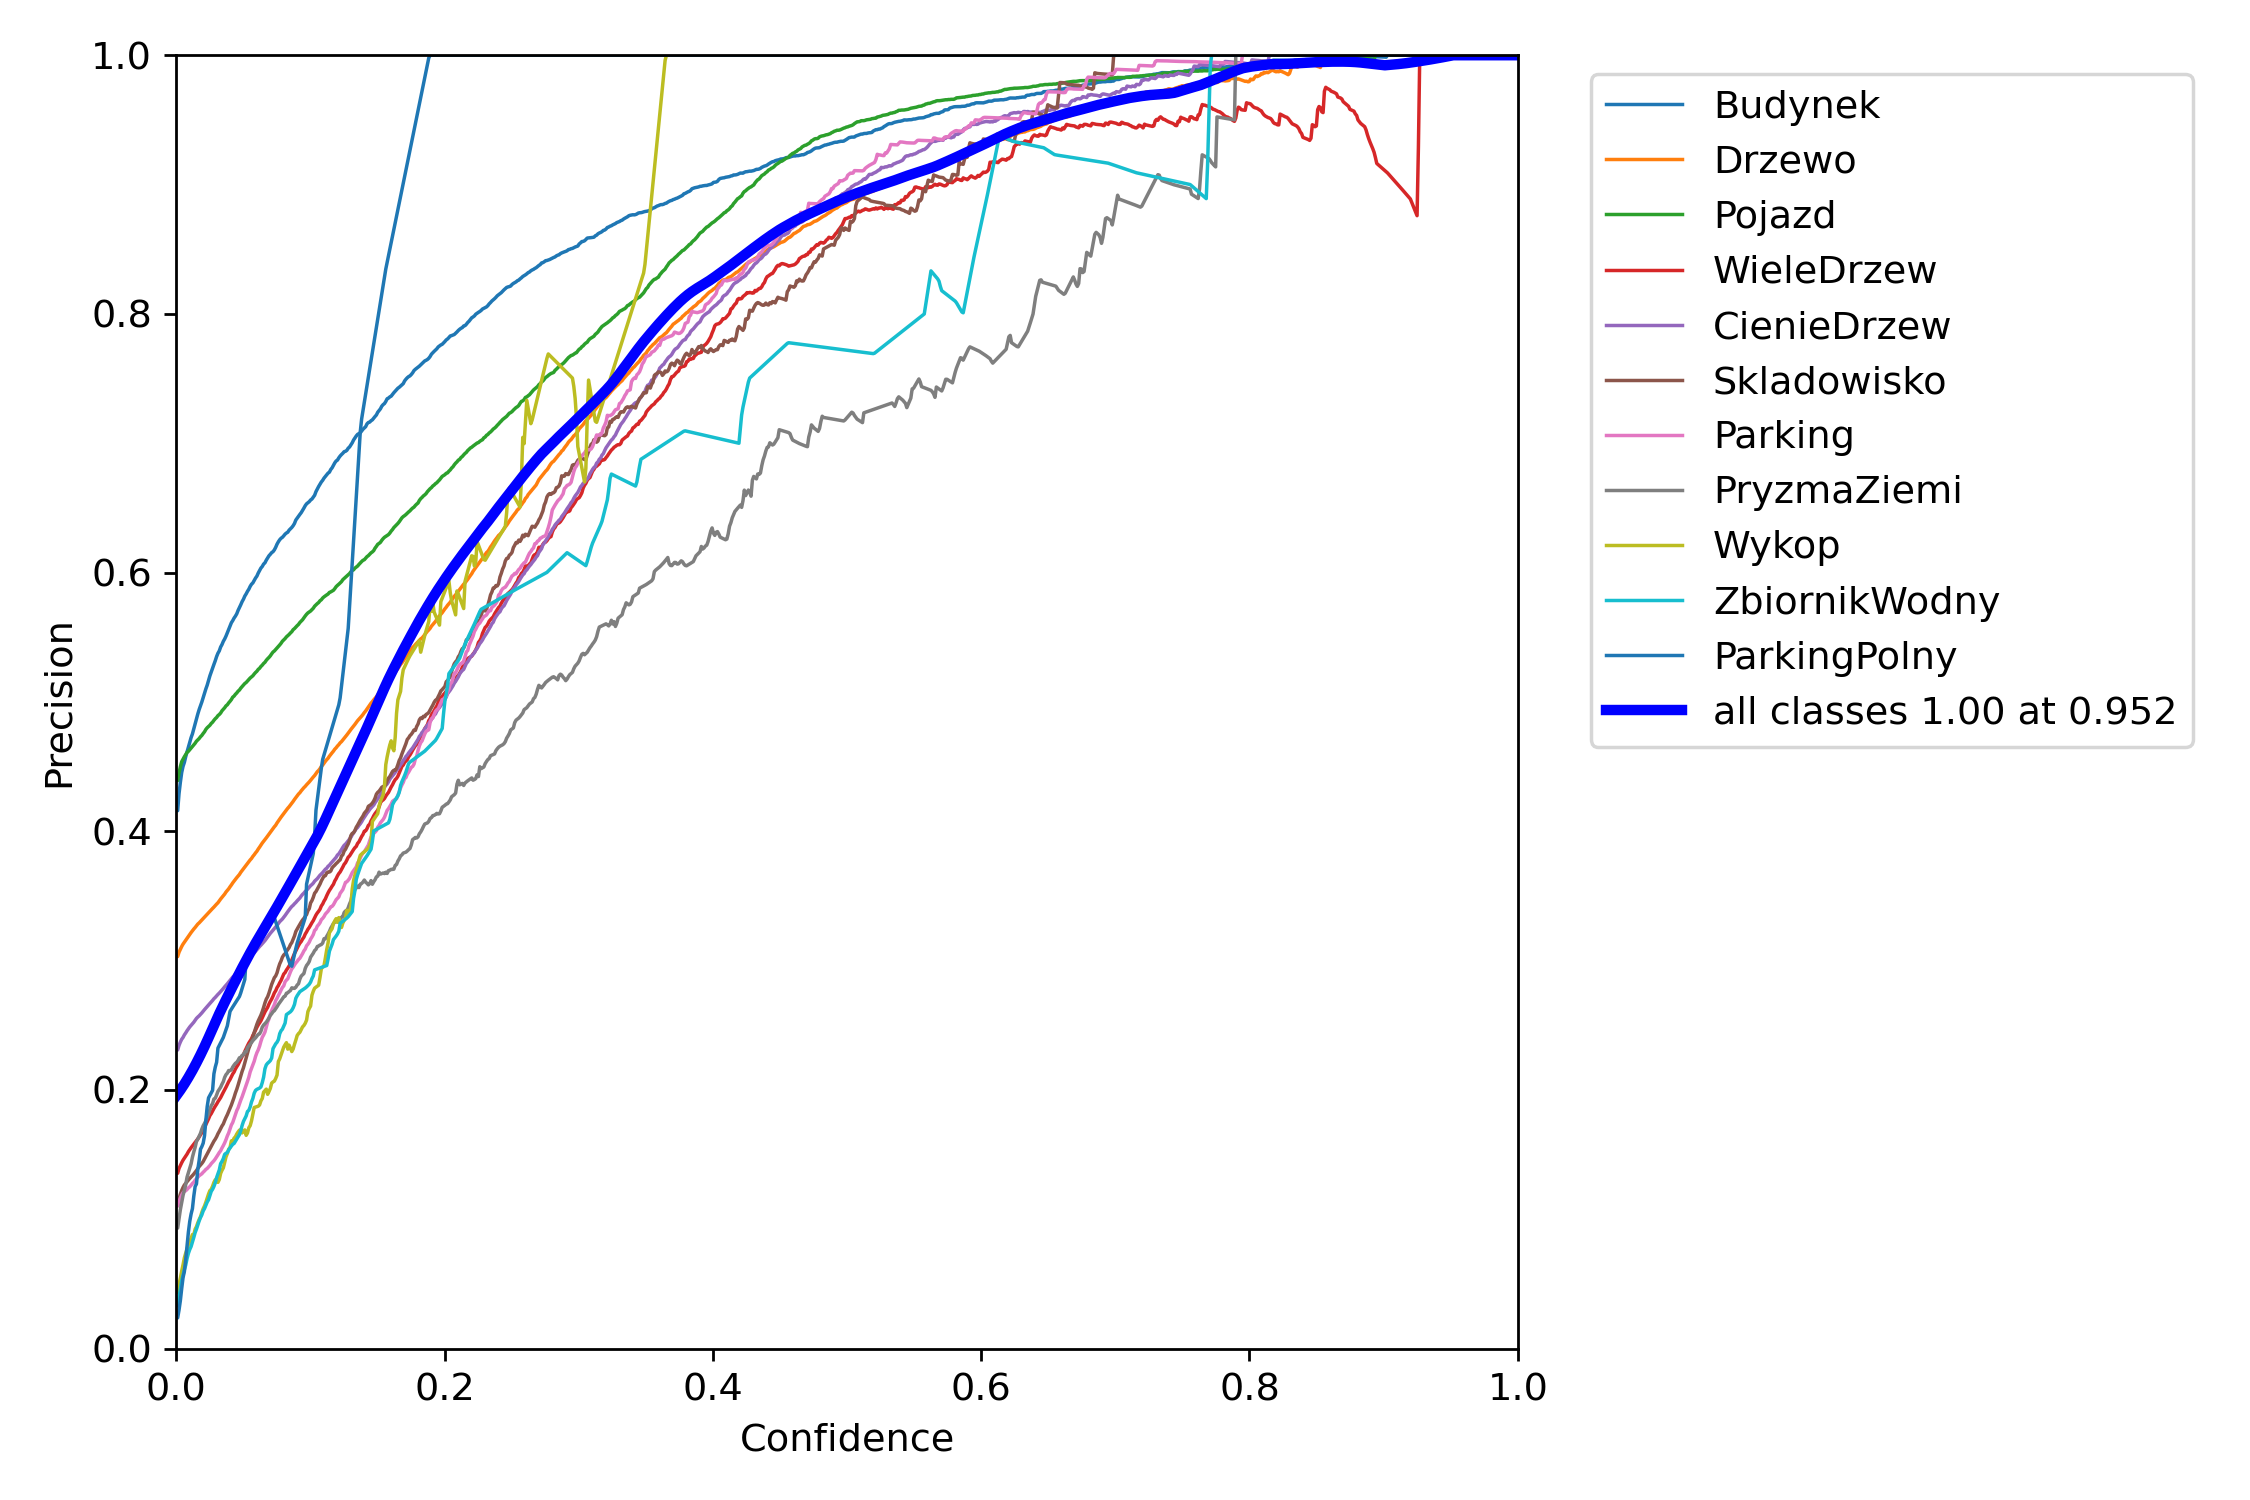 1.0
0.8
0.6
0.4
0.2
0.0
Precision
0.0 0.2 0.4 0.6 0.8 1.0
Confidence
Budynek
Drzewo
Pojazd
WieleDrzew
CienieDrzew
Skladowisko
Parking
PryzmaZiemi
Wykop
ZbiornikWodny
ParkingPolny
all classes 1.00 at 0.952